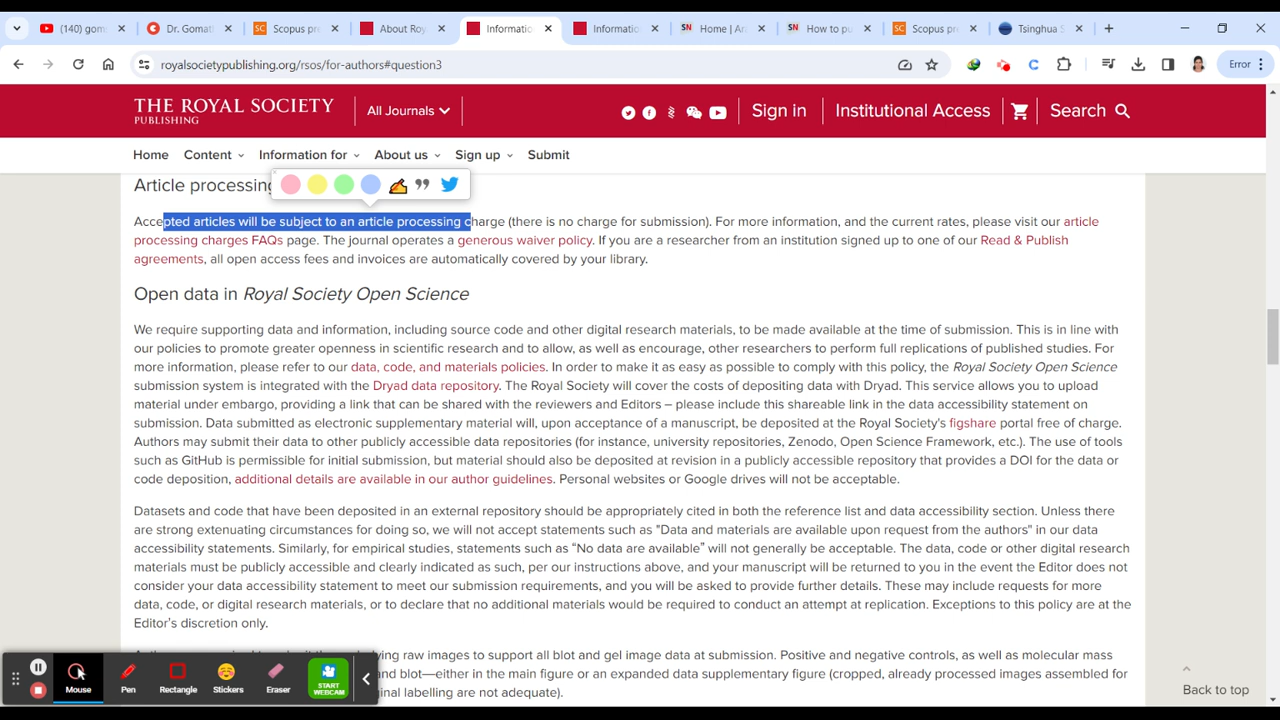 (140) gom
Dr. Gomat
Scopus pr
About Roy
Informatio
Information
Home | Ar
How to pu
Scopus pr
Tsinghua S
royalsocietypublishing.org/rsos/for-authors#question3
Error
THE ROYAL SOCIETY
PUBLISHING
All Journals
Sign in
Institutional Access
Search
Home Content Information for About us Sign up Submit
Article processing
Accepted articles will be subject to an article processing charge (there is no charge for submission). For more information, and the current rates, please visit our article
processing charges FAQs page. The journal operates a generous waiver policy. If you are a researcher from an institution signed up to one of our Read & Publish
agreements, all open access fees and invoices are automatically covered by your library.
Open data in Royal Society Open Science
We require supporting data and information, including source code and other digital research materials, to be made available at the time of submission. This is in line with
our policies to promote greater openness in scientific research and to allow, as well as encourage, other researchers to perform full replications of published studies. For
more information, please refer to our data, code, and materials policies. In order to make it as easy as possible to comply with this policy, the Royal Society Open Science
submission system is integrated with the Dryad data repository. The Royal Society will cover the costs of depositing data with Dryad. This service allows you to upload
material under embargo, providing a link that can be shared with the reviewers and Editors – please include this shareable link in the data accessibility statement on
submission. Data submitted as electronic supplementary material will, upon acceptance of a manuscript, be deposited at the Royal Society's figshare portal free of charge.
Authors may submit their data to other publicly accessible data repositories (for instance, university repositories, Zenodo, Open Science Framework, etc.). The use of tools
such as GitHub is permissible for initial submission, but material should also be deposited at revision in a publicly accessible repository that provides a DOI for the data or
code deposition, additional details are available in our author guidelines. Personal websites or Google drives will not be acceptable.
Datasets and code that have been deposited in an external repository should be appropriately cited in both the reference list and data accessibility section. Unless there
are strong extenuating circumstances for doing so, we will not accept statements such as "Data and materials are available upon request from the authors" in our data
accessibility statements. Similarly, for empirical studies, statements such as “No data are available” will not generally be acceptable. The data, code or other digital research
materials must be publicly accessible and clearly indicated as such, per our instructions above, and your manuscript will be returned to you in the event the Editor does not
consider your data accessibility statement to meet our submission requirements, and you will be asked to provide further details. These may include requests for more
data, code, or digital research materials, or to declare that no additional materials would be required to conduct an attempt at replication. Exceptions to this policy are at the
Editor's discretion only.
lying raw images to support all blot and gel image data at submission. Positive and negative controls, as well as molecular mass
and blot—either in the main figure or an expanded data supplementary figure (cropped, already processed images assembled for
ginal labelling are not adequate).
Mouse
Pen
Rectangle
Stickers
Eraser
START
WEBCAM
Back to top